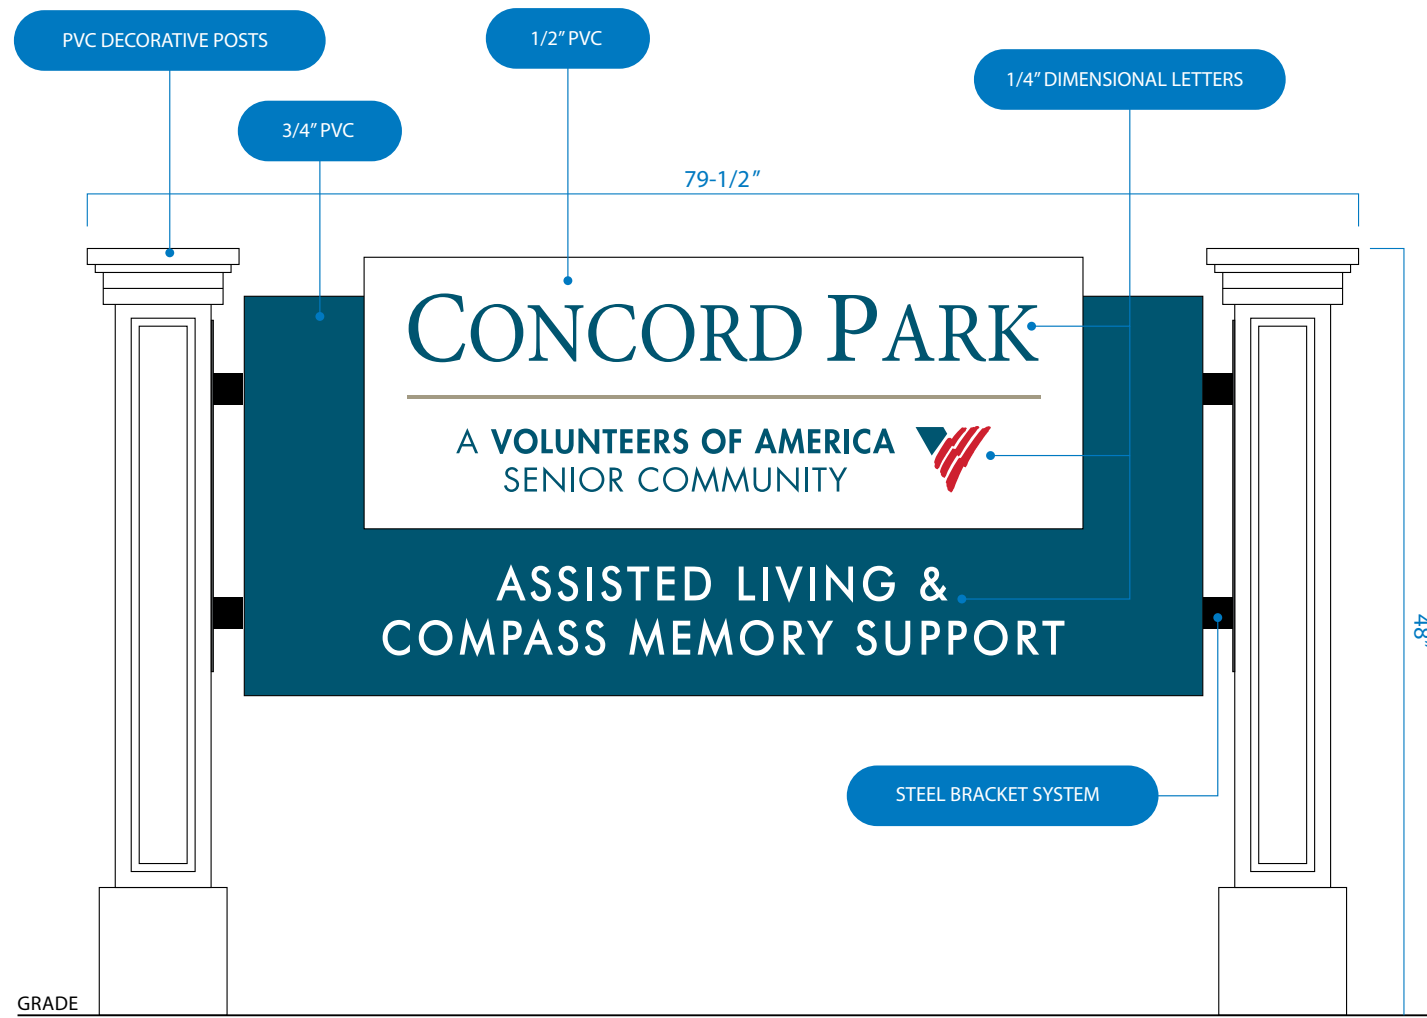 PVC DECORATIVE POSTS
1/2" PVC
1/4" DIMENSIONAL LETTERS
3/4" PVC
79-1/2"
CONCORD PARK
A VOLUNTEERS OF AMERICA
SENIOR COMMUNITY
ASSISTED LIVING &
COMPASS MEMORY SUPPORT
48"
STEEL BRACKET SYSTEM
GRADE